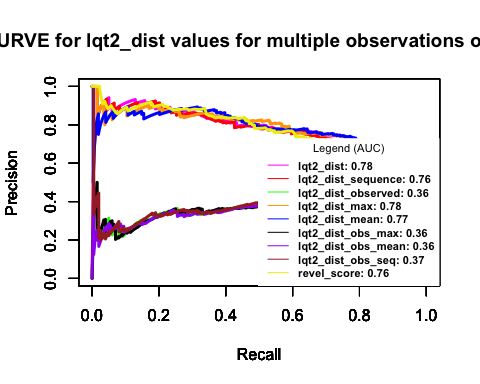 URVE for lqt2_dist values for multiple observations o
Precision
1.0
0.8
0.6
0.4
0.2
0.0
Legend (AUC)
lqt2_dist: 0.78
lqt2_dist_sequence: 0.76
lqt2_dist_observed: 0.36
lqt2_dist_max: 0.78
lqt2_dist_mean: 0.77
lqt2_dist_obs_max: 0.36
lqt2_dist_obs_mean: 0.36
lqt2_dist_obs_seq: 0.37
revel_score: 0.76
0.0 0.2 0.4 0.6 0.8 1.0
Recall